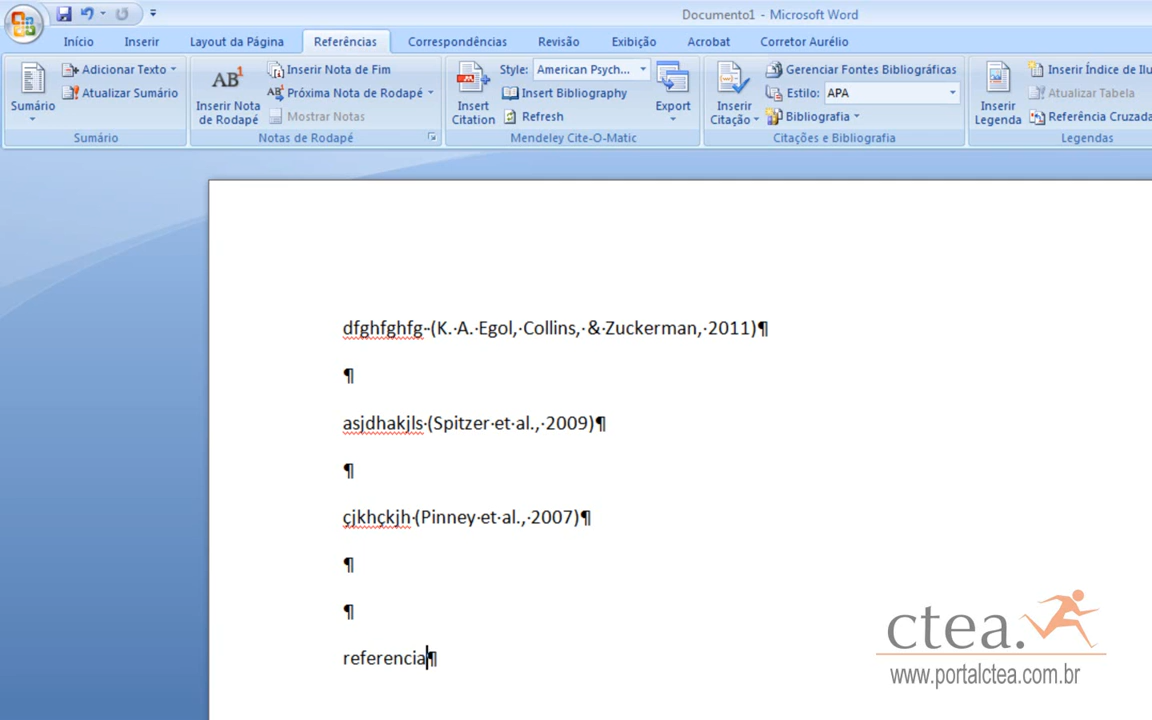 Documento1 - Microsoft Word
Início Inserir Layout da Página Referências Correspondências Revisão Exibição Acrobat Corretor Aurélio
Adicionar Texto AB¹ Inserir Nota de Fim Style: American Psych... Gerenciar Fontes Bibliográficas Inserir Índice de Ilu
Sumário Atualizar Sumário Inserir Nota de Rodapé AB Próxima Nota de Rodapé Insert Citation Insert Bibliography Export Inserir Citação Estilo: APA Inserir Legenda Atualizar Tabela
Mostrar Notas Refresh Bibliografia Referência Cruzada
Sumário Notas de Rodapé Mendeley Cite-O-Matic Citações e Bibliografia Legendas
dfghfghfg·(K.·A.·Egol,·Collins,·&·Zuckerman,·2011)¶
¶
asjdhakjls·(Spitzer·et·al.,·2009)¶
¶
çjkhçkjh·(Pinney·et·al.,·2007)¶
¶
¶
referencia¶
ctea.
www.portalctea.com.br